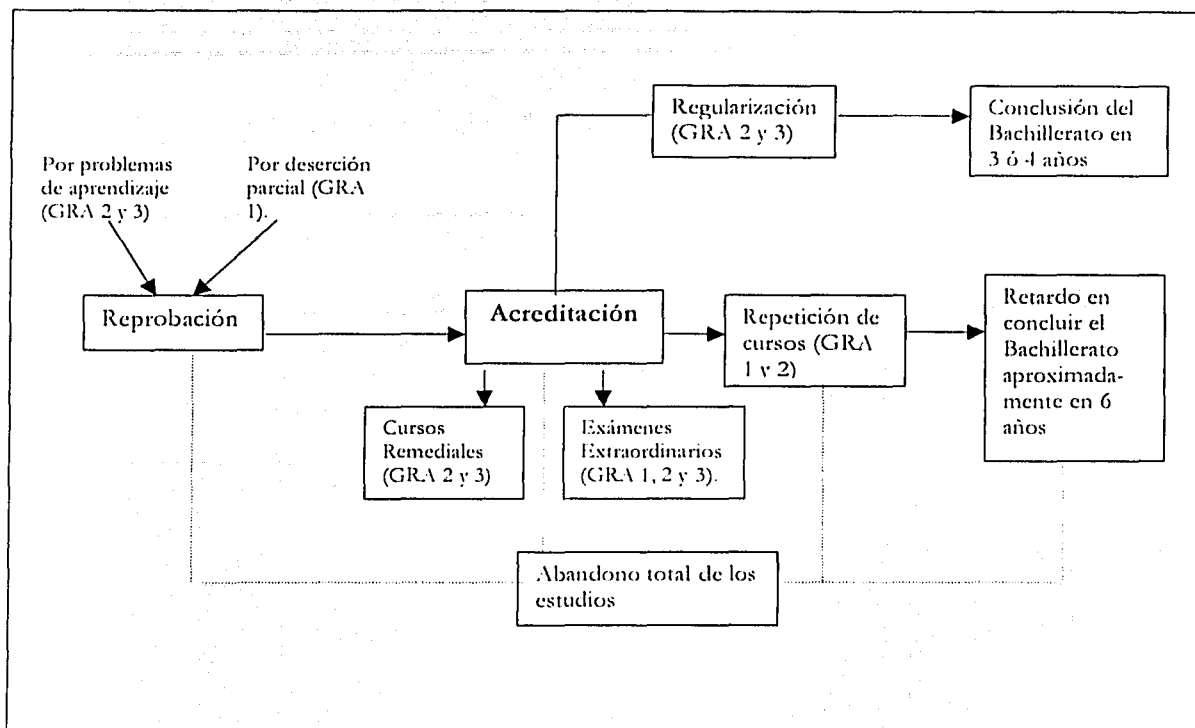 Regularización
(GRA 2 y 3)
Conclusión del
Bachillerato en
3 ó 4 años
Por problemas
de aprendizaje
(GRA 2 y 3)
Por deserción
parcial (GRA
1).
Reprobación
Acreditación
Repetición de
cursos (GRA
1 y 2)
Retardo en
concluir el
Bachillerato
aproximada-
mente en 6
años
Cursos
Remediales
(GRA 2 y 3)
Exámenes
Extraordinarios
(GRA 1, 2 y 3).
Abandono total de los
estudios